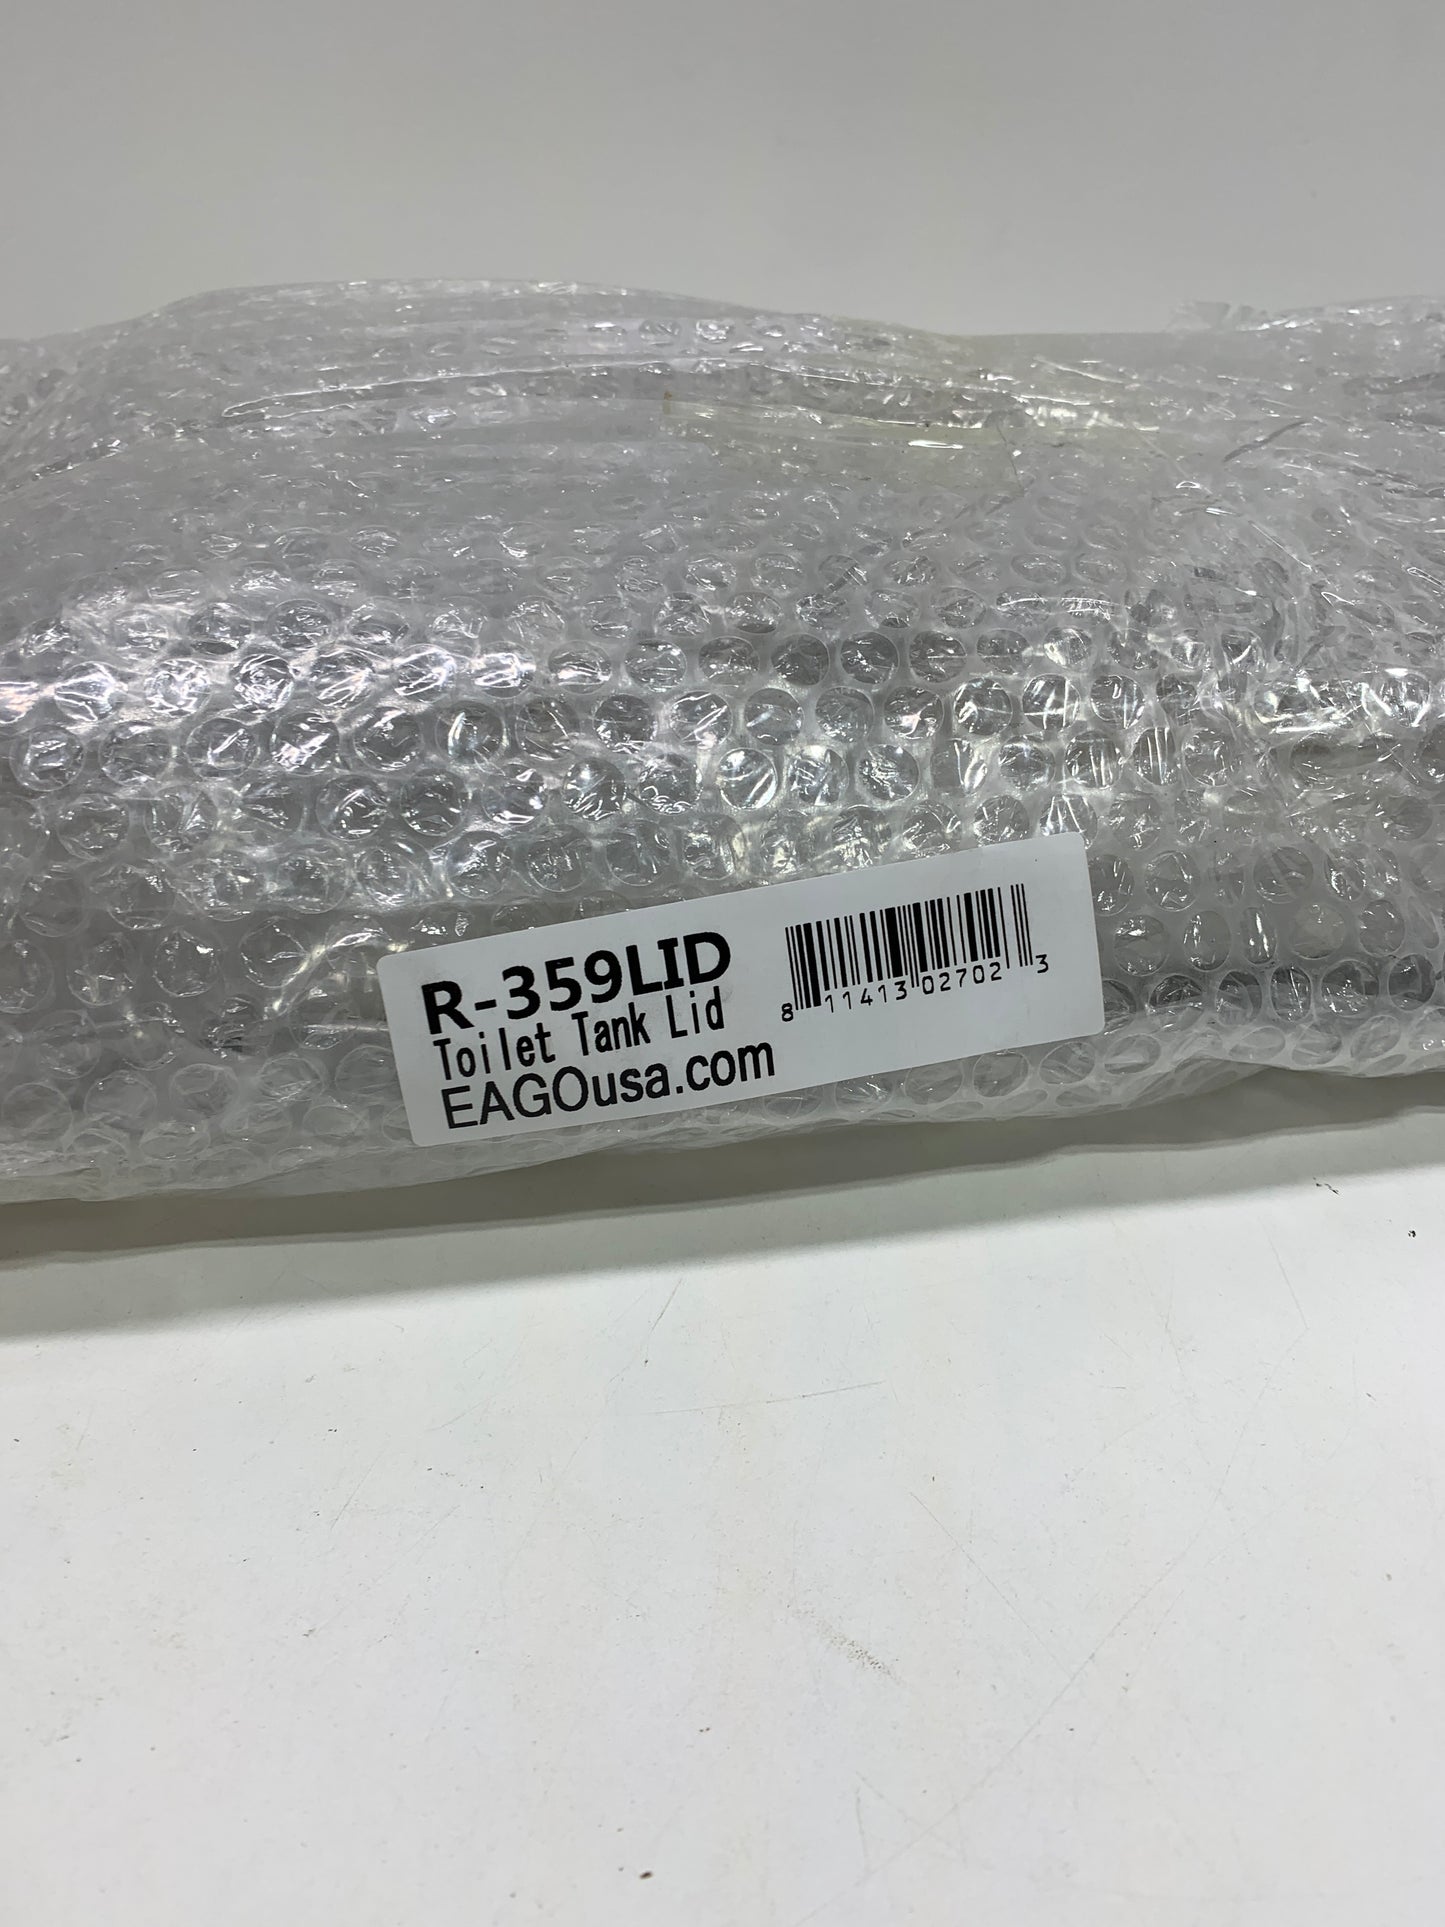 R-359LID
Toilet Tank Lid
EAGOusa.com
8 11413 02702 3